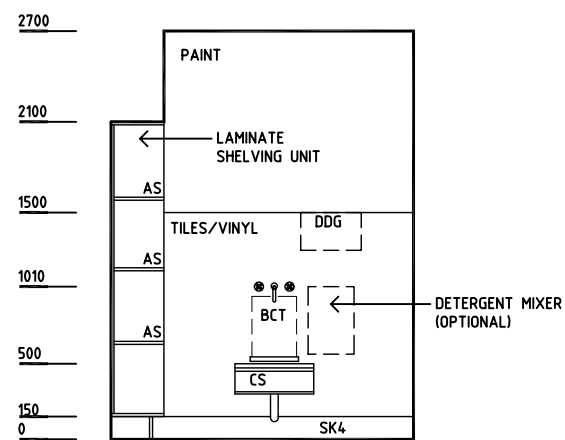 2700
PAINT
2100
LAMINATE
SHELVING UNIT
AS
1500
DDG
TILES/VINYL
AS
1010
DETERGENT MIXER
(OPTIONAL)
BCT
AS
500
CS
150
0
SK4